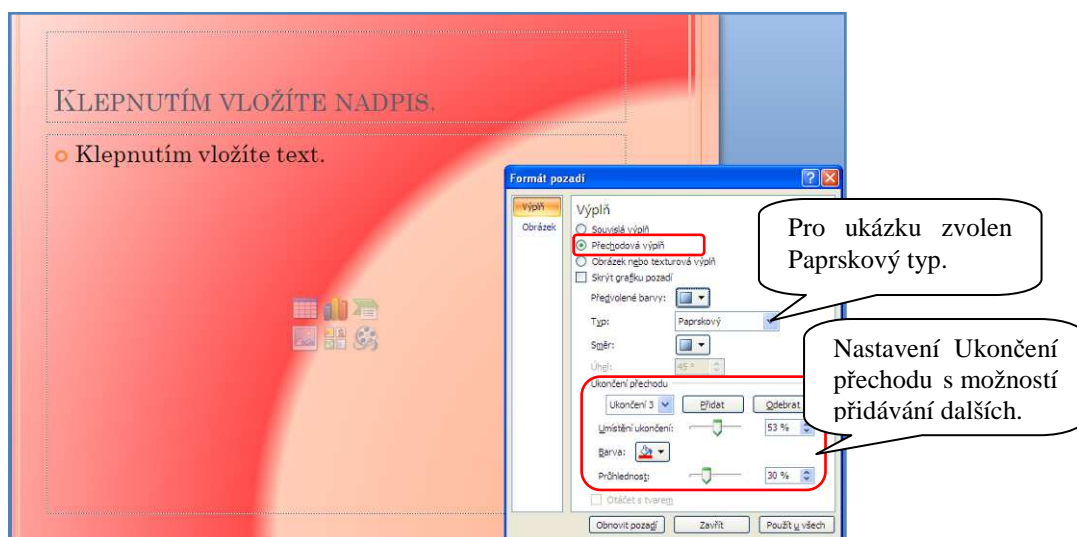 KLEPNUTÍM VLOŽÍTE NADPIS.
Klepnutím vložíte text.
Formát pozadí
Výplň
Obrázek
Výplň
Souvislá výplň
Přechodová výplň
Obrázek nebo texturová výplň
Skrýt grafiku pozadí
Předvolené barvy:
Typ: Paprskový
Směr:
Úhel: 45 °
Ukončení přechodu
Ukončení 3 Přidat Odebrat
Umístění ukončení: 53 %
Barva:
Průhlednost: 30 %
Otáčet s tvarem
Obnovit pozadí Zavřít Použít u všech
Pro ukázku zvolen
Paprskový typ.
Nastavení Ukončení
přechodu s možností
přidávání dalších.